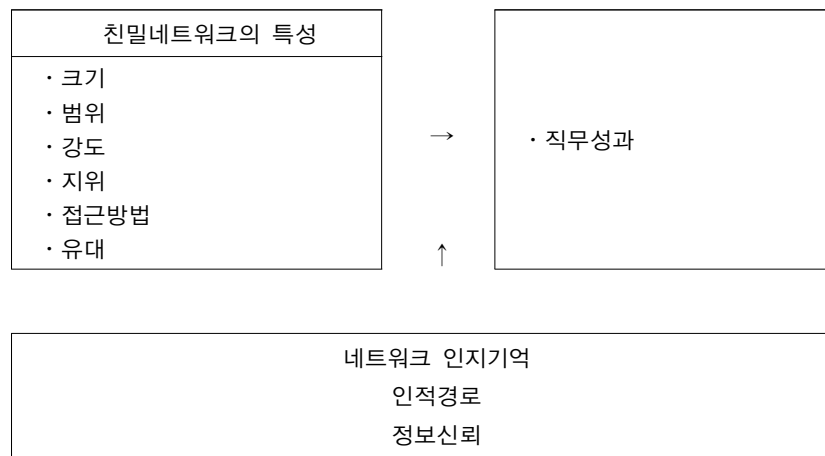 친밀네트워크의 특성
· 크기
· 범위
· 강도
· 지위
· 접근방법
· 유대
→
· 직무성과
↑
네트워크 인지기억
인적경로
정보신뢰